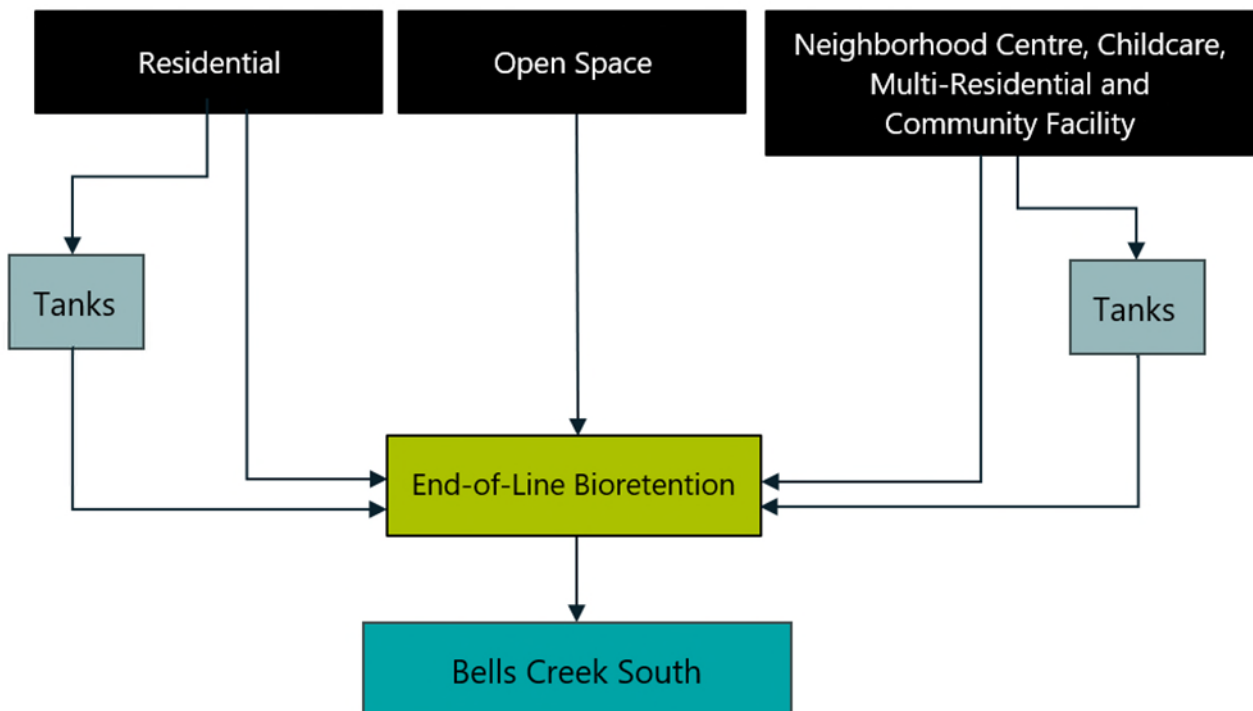 Residential
Open Space
Neighborhood Centre, Childcare,
Multi-Residential and
Community Facility
Tanks
Tanks
End-of-Line Bioretention
Bells Creek South